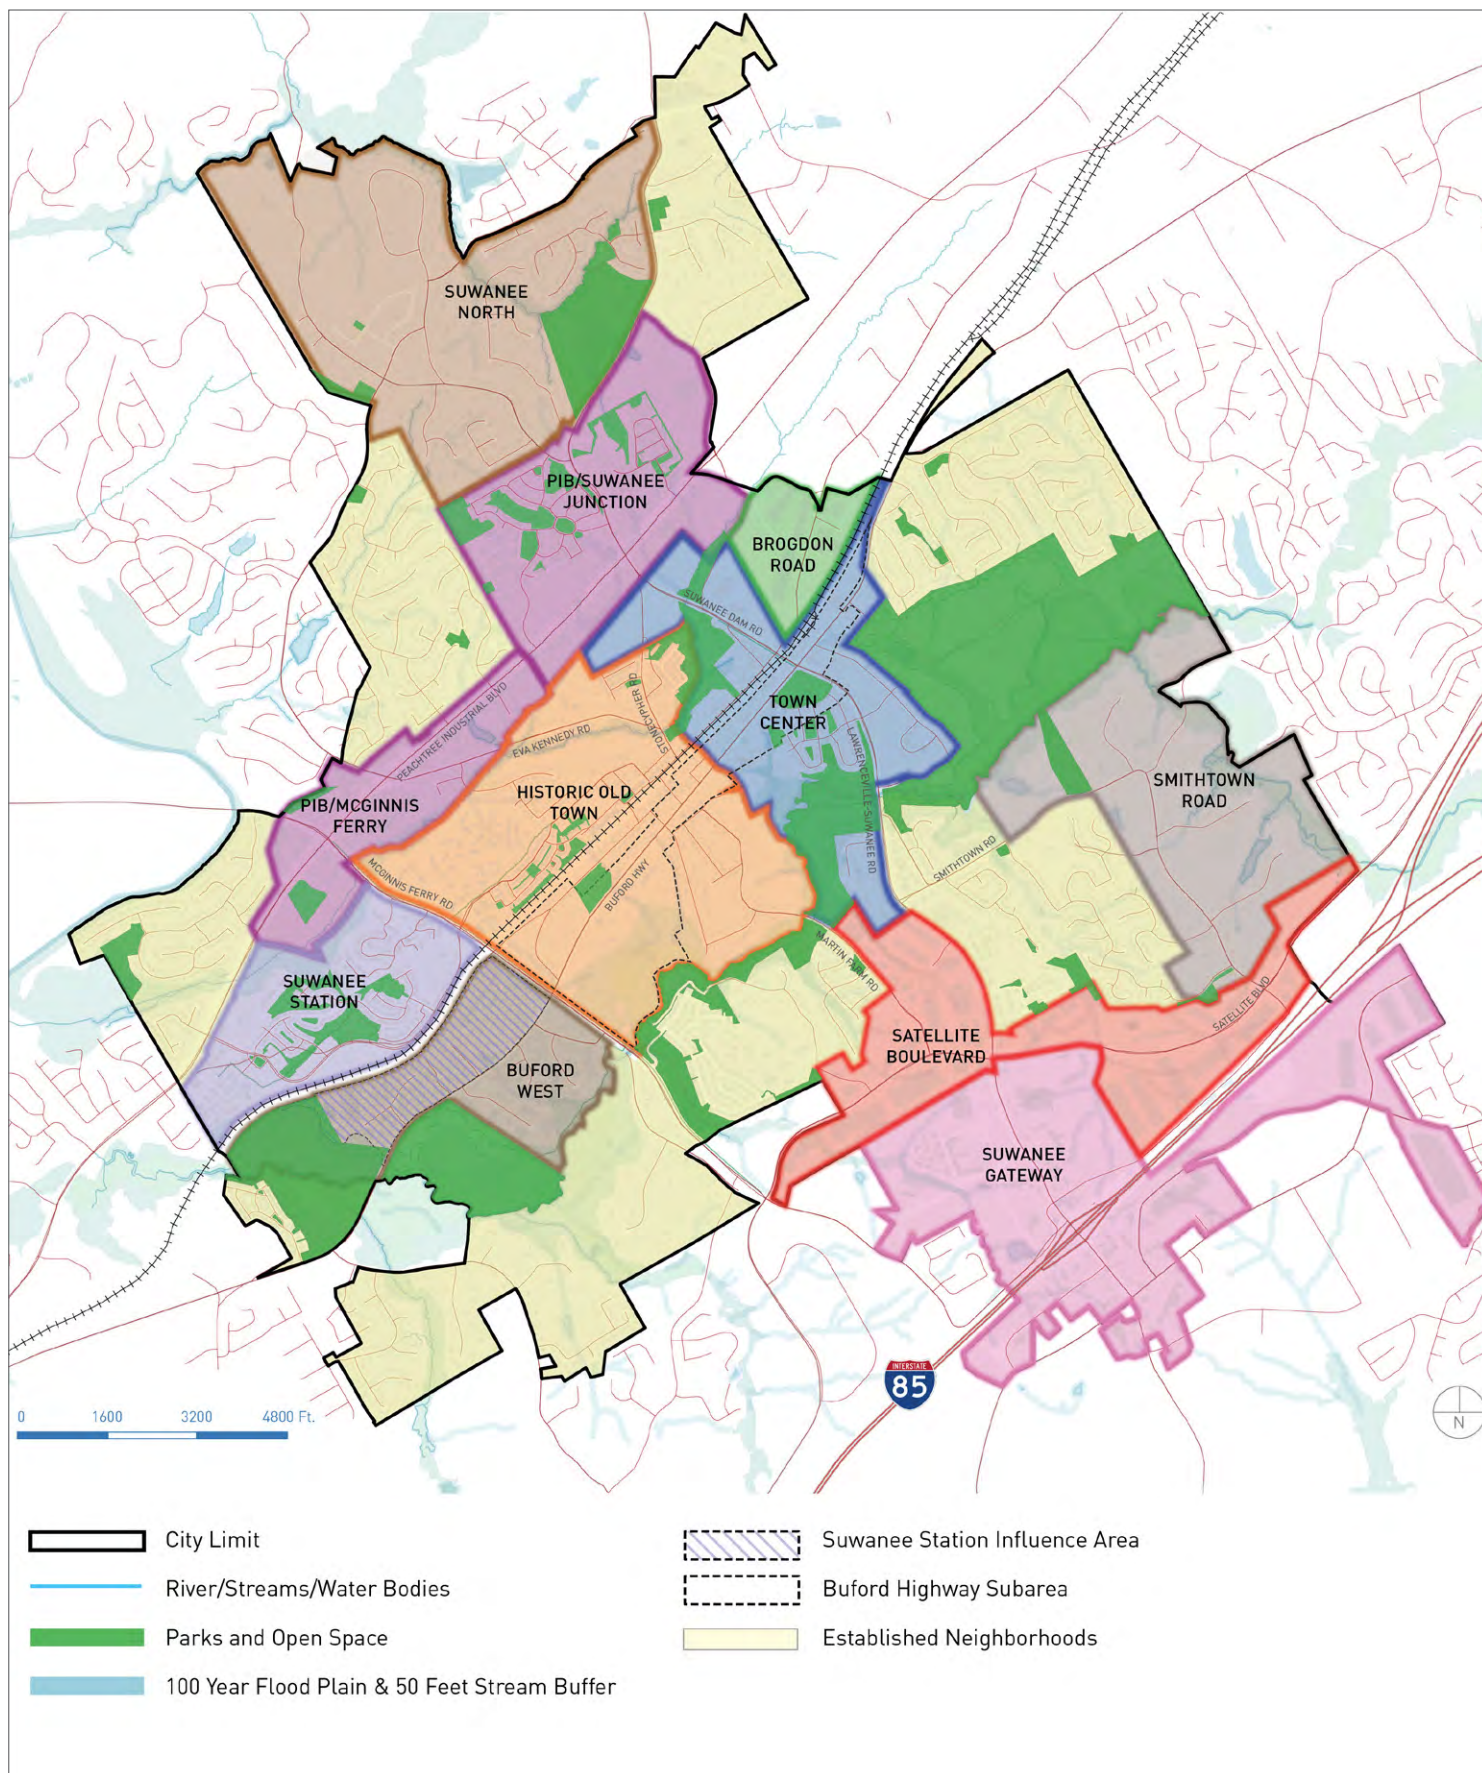 SUWANEE
NORTH
PIB/SUWANEE
JUNCTION
BROGDON
ROAD
SUWANEE DAM RD
STONECYPHER RD
PEACHTREE INDUSTRIAL BLVD
EVA KENNEDY RD
TOWN
CENTER
LAWRENCEVILLE-SUWANEE RD
SMITHTOWN
ROAD
PIB/MCGINNIS
FERRY
HISTORIC OLD
TOWN
MCGINNIS FERRY RD
BUFORD HWY
SMITHTOWN RD
MARTIN FARM RD
SUWANEE
STATION
SATELLITE BLVD
SATELLITE
BOULEVARD
BUFORD
WEST
SUWANEE
GATEWAY
INTERSTATE
85
0 1600 3200 4800 Ft.
N
City Limit
River/Streams/Water Bodies
Parks and Open Space
100 Year Flood Plain & 50 Feet Stream Buffer
Suwanee Station Influence Area
Buford Highway Subarea
Established Neighborhoods